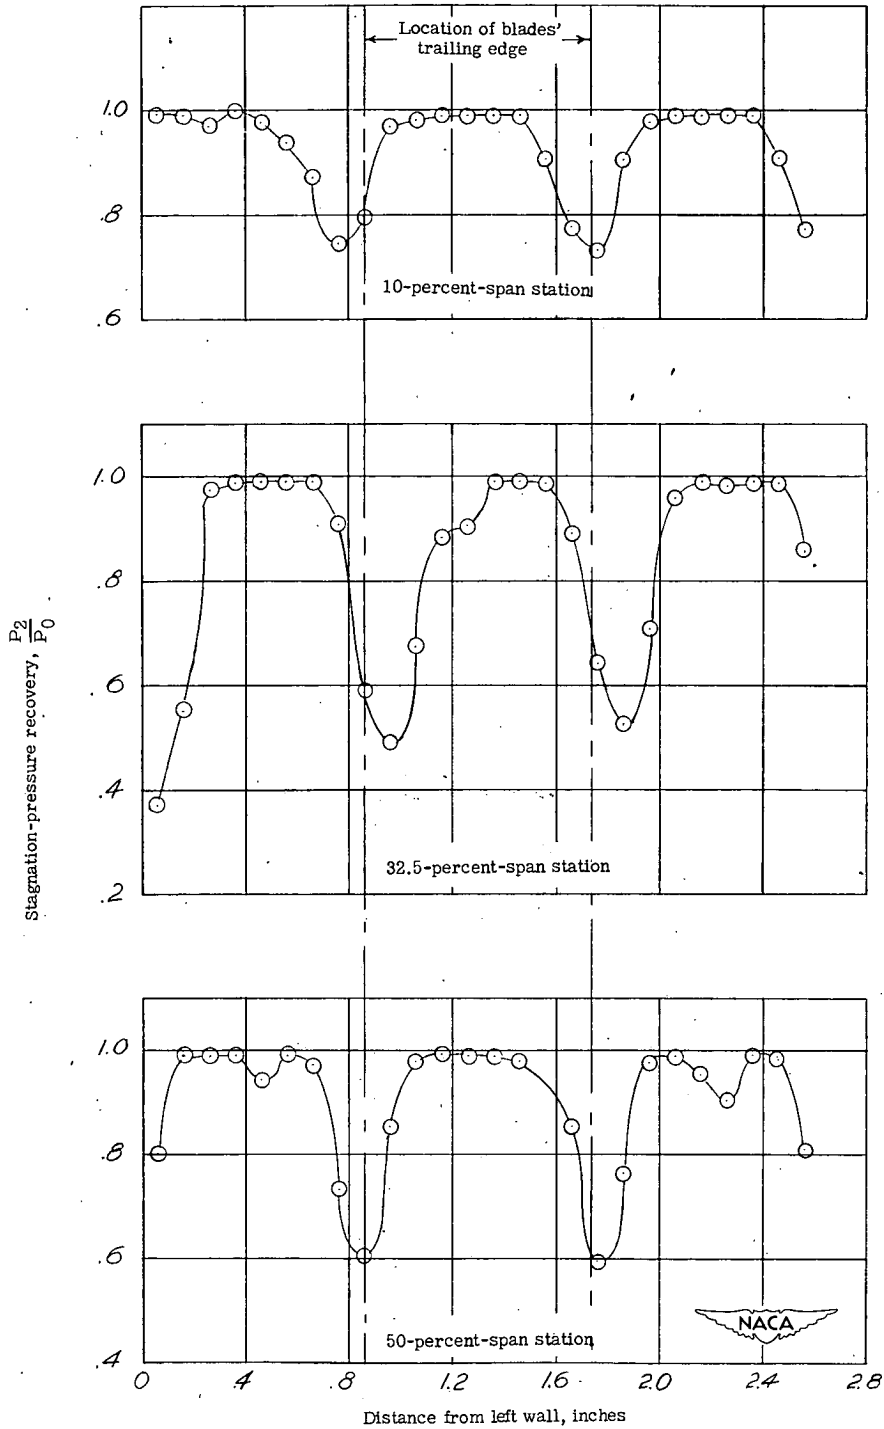 Location of blades'
trailing edge
1.0
.8
.6
10-percent-span station
1.0
.8
.6
.4
.2
32.5-percent-span station
Stagnation-pressure recovery, P2/P0
1.0
.8
.6
.4
50-percent-span station
NACA
0 .4 .8 1.2 1.6 2.0 2.4 2.8
Distance from left wall, inches